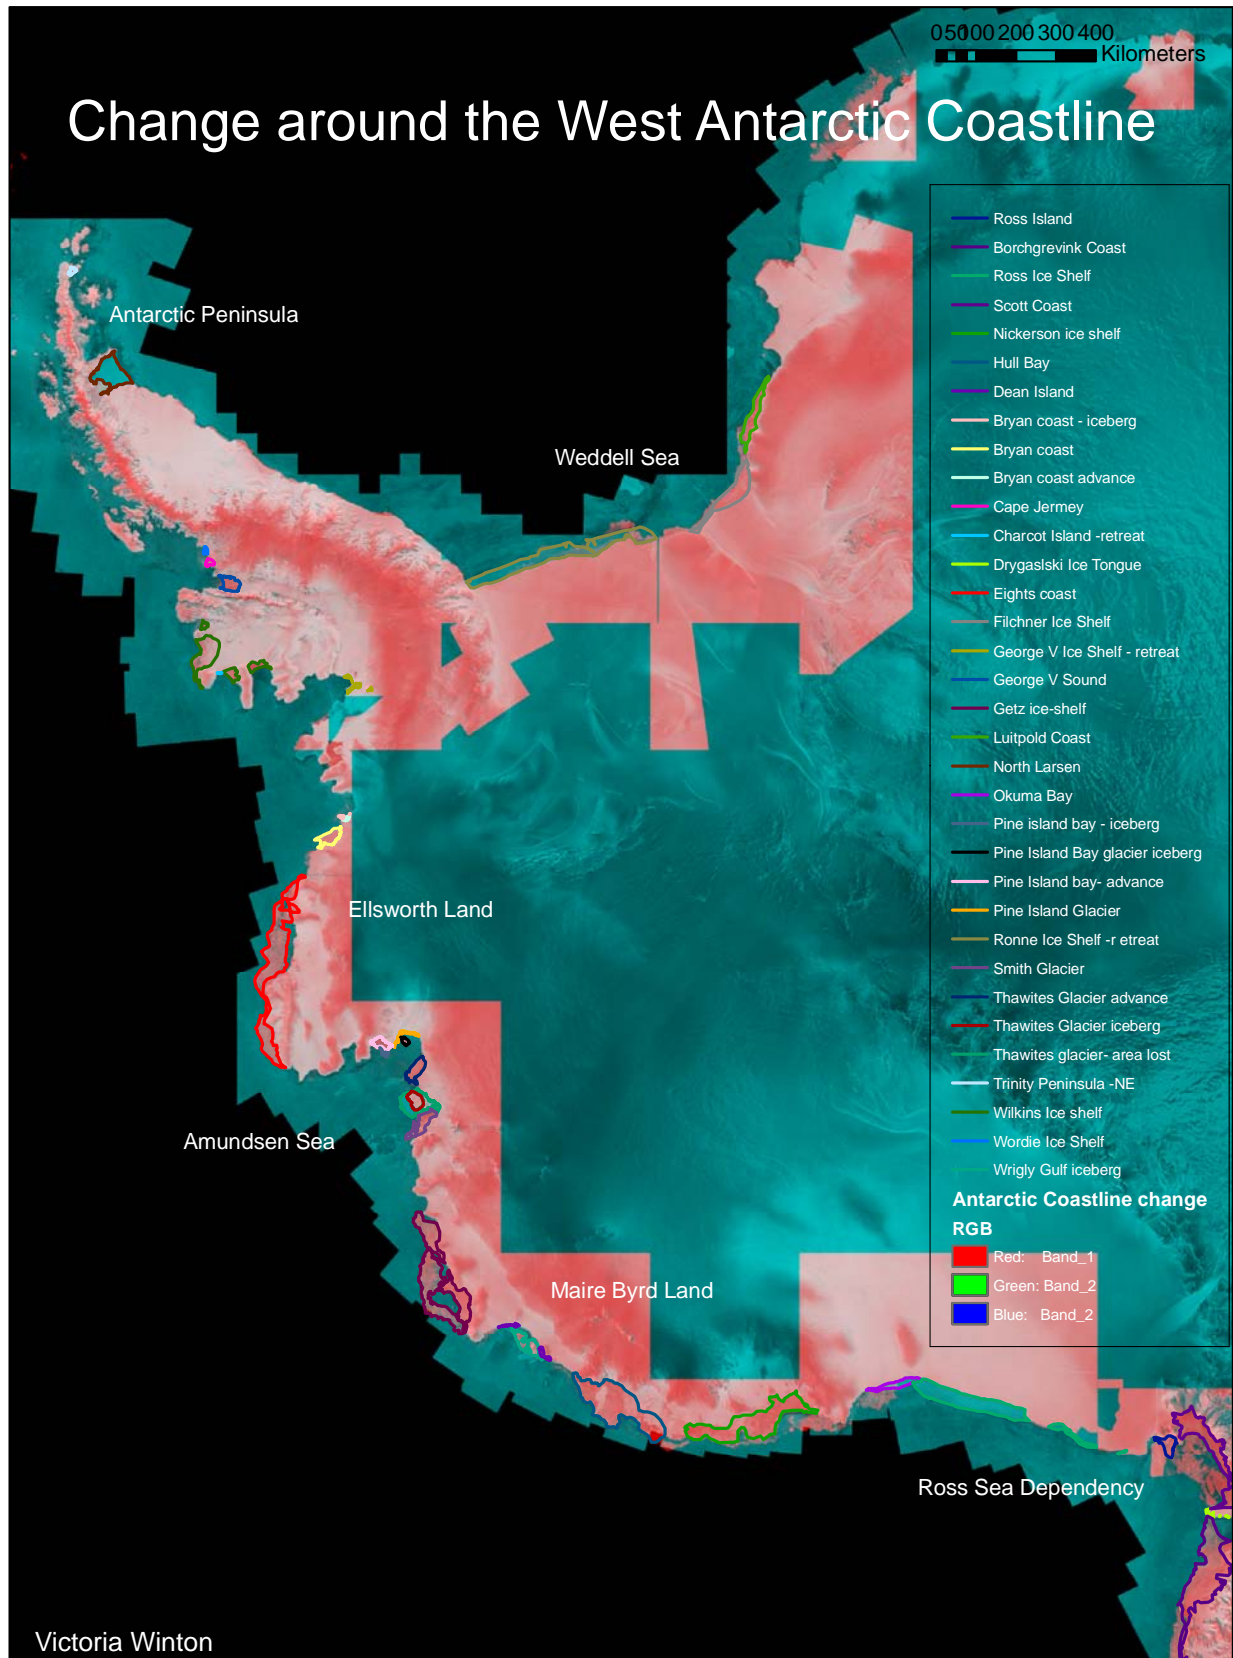 0 50 100 200 300 400
Kilometers
Change around the West Antarctic Coastline
Ross Island
Borchgrevink Coast
Ross Ice Shelf
Scott Coast
Nickerson ice shelf
Hull Bay
Dean Island
Bryan coast - iceberg
Bryan coast
Bryan coast advance
Cape Jermey
Charcot Island -retreat
Drygaslski Ice Tongue
Eights coast
Filchner Ice Shelf
George V Ice Shelf - retreat
George V Sound
Getz ice-shelf
Luitpold Coast
North Larsen
Okuma Bay
Pine island bay - iceberg
Pine Island Bay glacier iceberg
Pine Island bay- advance
Pine Island Glacier
Ronne Ice Shelf -r etreat
Smith Glacier
Thawites Glacier advance
Thawites Glacier iceberg
Thawites glacier- area lost
Trinity Peninsula -NE
Wilkins Ice shelf
Wordie Ice Shelf
Wrigly Gulf iceberg
Antarctic Coastline change
RGB
Red: Band_1
Green: Band_2
Blue: Band_2
Antarctic Peninsula
Weddell Sea
Ellsworth Land
Amundsen Sea
Maire Byrd Land
Ross Sea Dependency
Victoria Winton